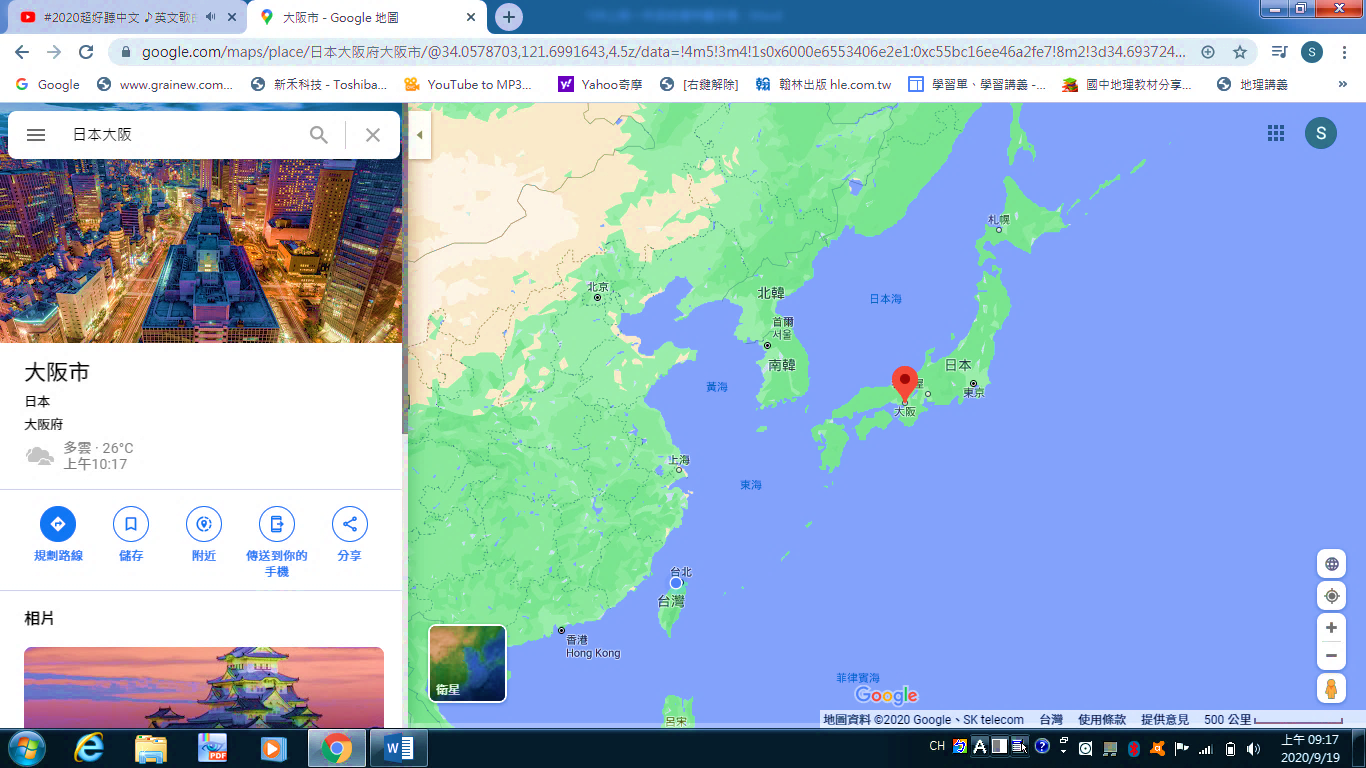 #2020超好聽中文♪英文歌
大阪市 - Google 地圖
google.com/maps/place/日本大阪府大阪市/@34.0578703,121.6991643,4.5z/data=!4m5!3m4!1s0x6000e6553406e2e1:0xc55bc16ee46a2fe7!8m2!3d34.693724...
S
Google
www.grainew.com...
新禾科技 - Toshiba...
YouTube to MP3...
Yahoo奇摩
[右鍵解除]
翰林出版 hle.com.tw
學習單、學習講義 -...
國中地理教材分享...
地理講義
»
日本大阪
S
大阪市
日本
大阪府
多雲 · 26°C
上午10:17
規劃路線
儲存
附近
傳送到你的
手機
分享
相片
札幌
北京
北韓
日本海
首爾
서울
南韓
日本
黃海
東京
大阪
上海
東海
台北
台灣
香港
Hong Kong
衛星
菲律賓海
Google
呂宋
地圖資料 ©2020 Google、SK telecom 台灣 使用條款 提供意見 500 公里
CH
上午 09:17
2020/9/19